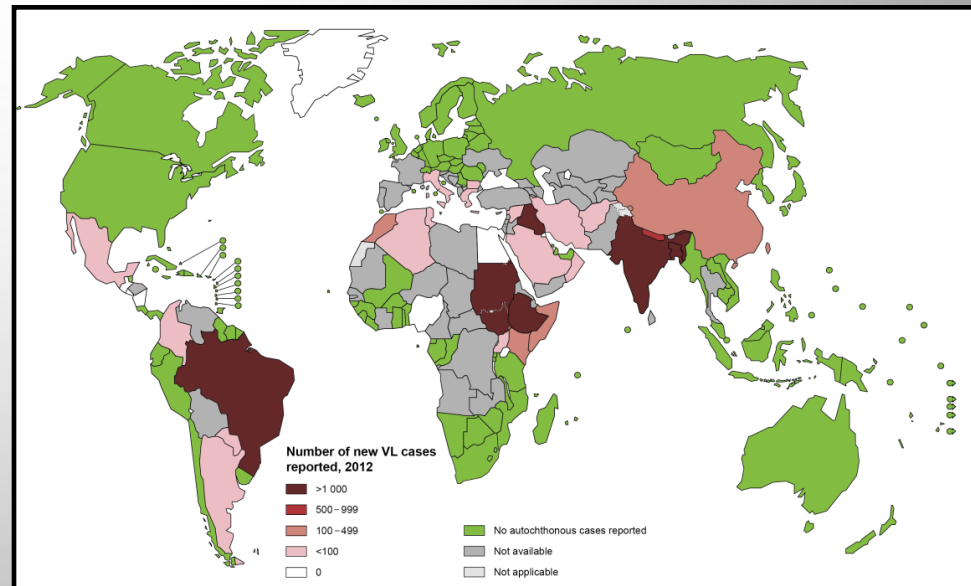 Number of new VL cases
reported, 2012
>1 000
500–999
100–499
<100
0
No autochthonous cases reported
Not available
Not applicable